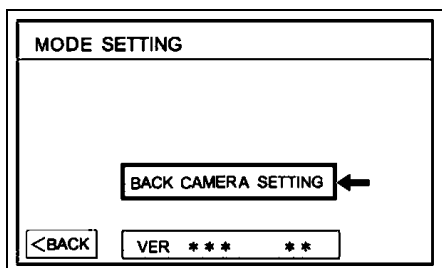 MODE SETTING
BACK CAMERA SETTING
<BACK
VER *** **